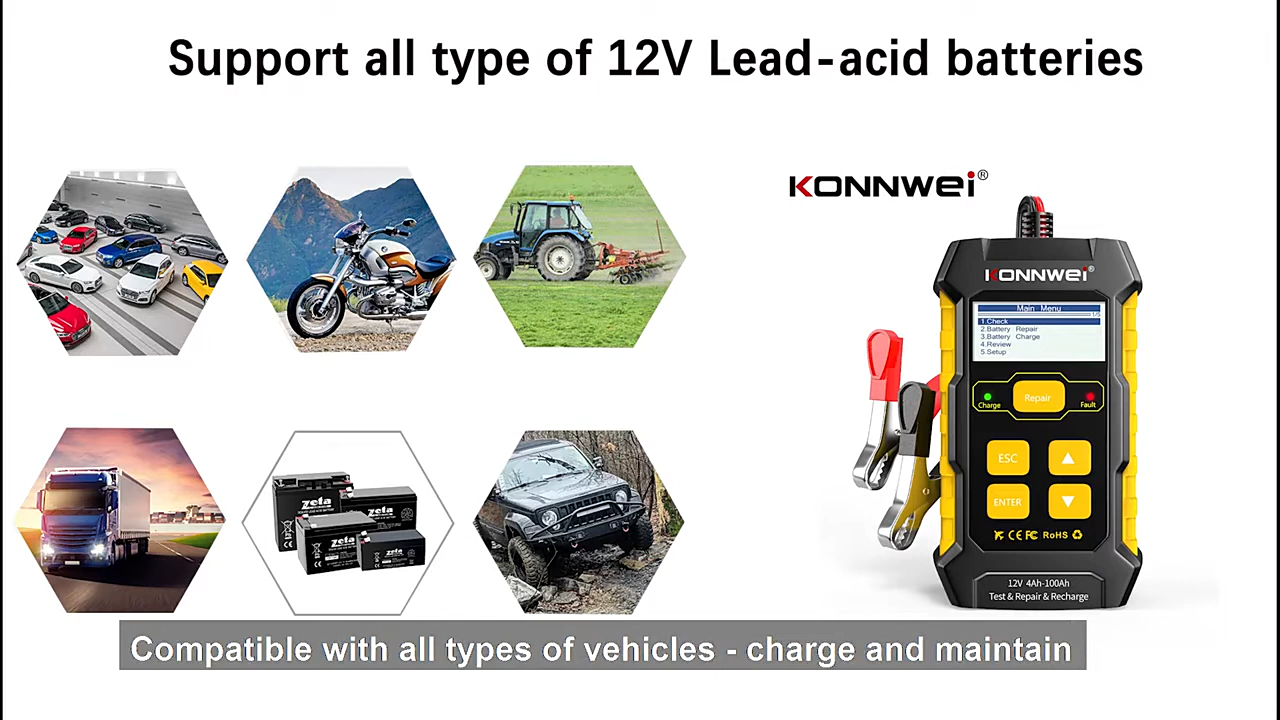 Support all type of 12V Lead-acid batteries
KONNWEI®
KONNWEI®
Main Menu
1/5
1.Check
2.Battery Repair
3.Battery Charge
4.Review
5.Setup
Charge
Repair
Fault
ESC
ENTER
CE FC RoHS
12V 4Ah-100Ah
Test & Repair & Recharge
zeta
zeta
zeta
zeta
Compatible with all types of vehicles - charge and maintain